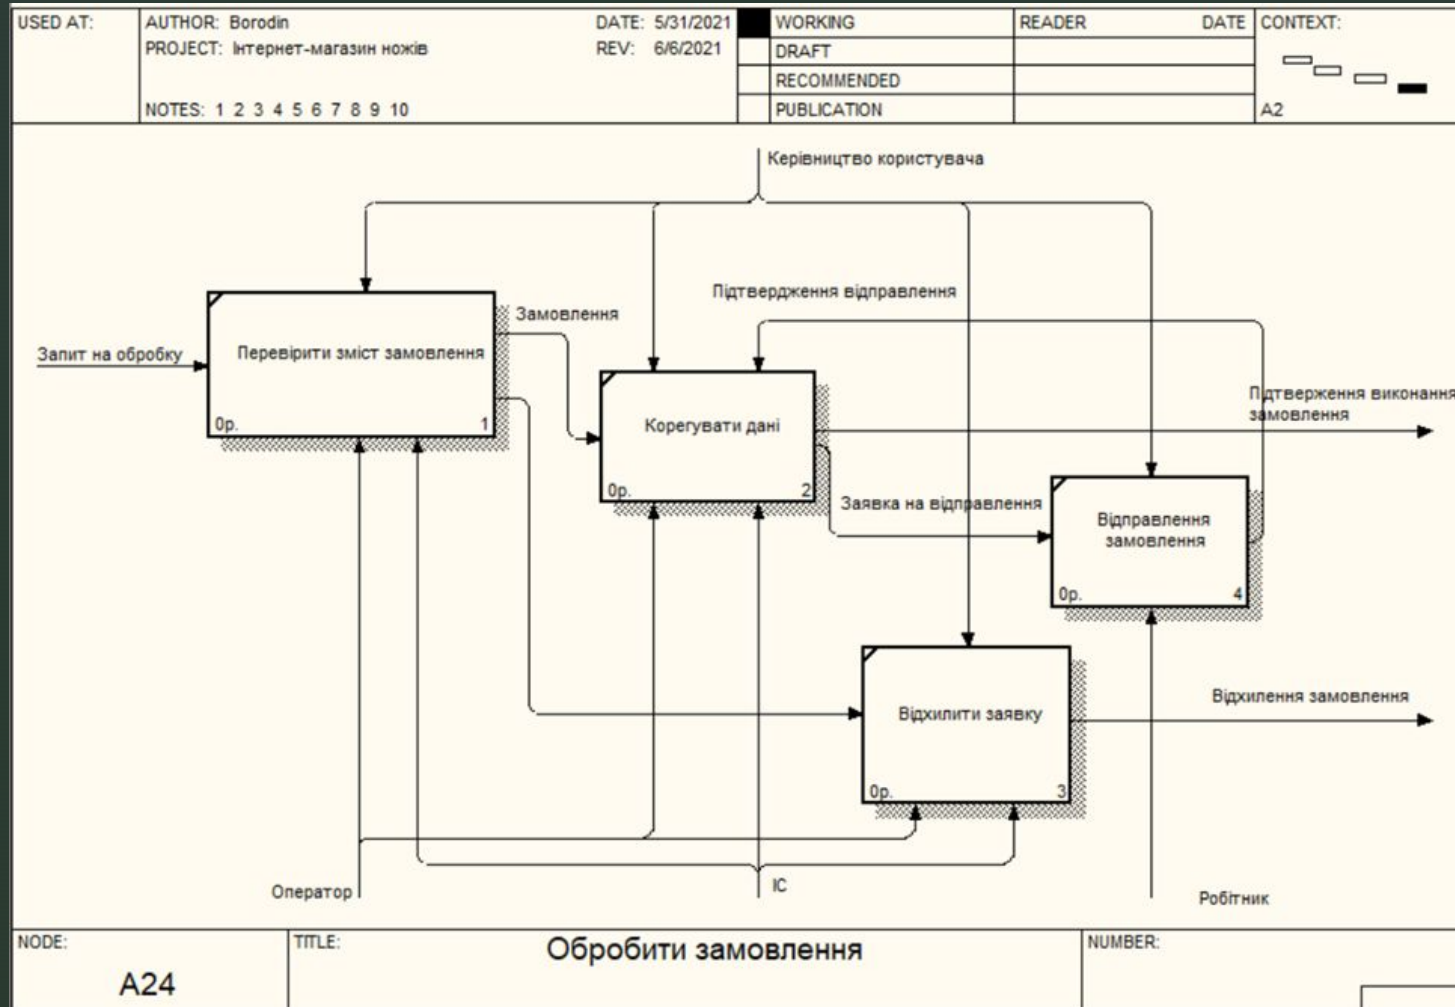 USED AT:
AUTHOR: Borodin
DATE: 5/31/2021
PROJECT: Інтернет-магазин ножів
REV: 6/6/2021
NOTES: 1 2 3 4 5 6 7 8 9 10
WORKING
DRAFT
RECOMMENDED
PUBLICATION
READER
DATE
CONTEXT:
A2
Керівництво користувача
Підтвердження відправлення
Замовлення
Запит на обробку
Перевірити зміст замовлення
0р.
1
Підтверження виконання
замовлення
Корегувати дані
0р.
2
Заявка на відправлення
Відправлення
замовлення
0р.
4
Відхилення замовлення
Відхилити заявку
0р.
3
Оператор
ІС
Робітник
NODE:
A24
TITLE:
Обробити замовлення
NUMBER: